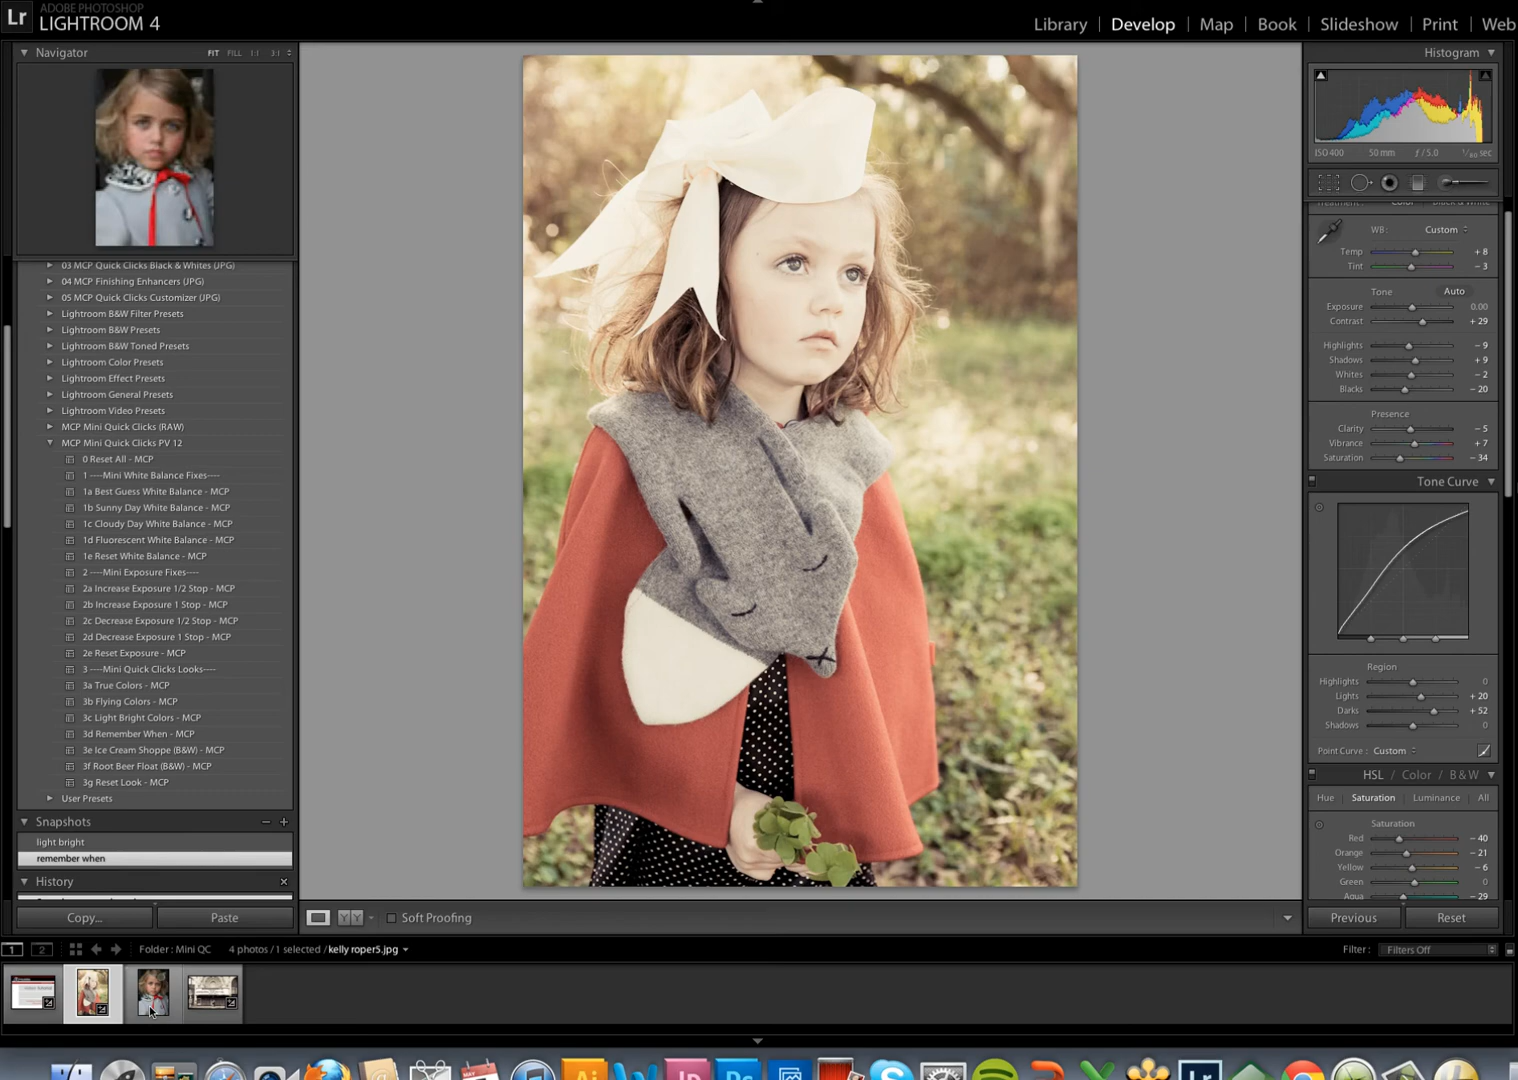 Lr
ADOBE PHOTOSHOP
LIGHTROOM 4
Library | Develop | Map | Book | Slideshow | Print | Web
Navigator FIT FILL 1:1 3:1
03 MCP Quick Clicks Black & Whites (JPG)
04 MCP Finishing Enhancers (JPG)
05 MCP Quick Clicks Customizer (JPG)
Lightroom B&W Filter Presets
Lightroom B&W Presets
Lightroom B&W Toned Presets
Lightroom Color Presets
Lightroom Effect Presets
Lightroom General Presets
Lightroom Video Presets
MCP Mini Quick Clicks (RAW)
MCP Mini Quick Clicks PV 12
0 Reset All - MCP
1 ----Mini White Balance Fixes----
1a Best Guess White Balance - MCP
1b Sunny Day White Balance - MCP
1c Cloudy Day White Balance - MCP
1d Fluorescent White Balance - MCP
1e Reset White Balance - MCP
2 ----Mini Exposure Fixes----
2a Increase Exposure 1/2 Stop - MCP
2b Increase Exposure 1 Stop - MCP
2c Decrease Exposure 1/2 Stop - MCP
2d Decrease Exposure 1 Stop - MCP
2e Reset Exposure - MCP
3 ----Mini Quick Clicks Looks----
3a True Colors - MCP
3b Flying Colors - MCP
3c Light Bright Colors - MCP
3d Remember When - MCP
3e Ice Cream Shoppe (B&W) - MCP
3f Root Beer Float (B&W) - MCP
3g Reset Look - MCP
User Presets
Snapshots
light bright
remember when
History
Copy... Paste
Soft Proofing
Histogram
ISO 400 50 mm f / 5.0 1/80 sec
Treatment: Color Black & White
WB: Custom
Temp + 8
Tint - 3
Tone Auto
Exposure 0.00
Contrast + 29
Highlights - 9
Shadows + 9
Whites - 2
Blacks - 20
Presence
Clarity - 5
Vibrance + 7
Saturation - 34
Tone Curve
Region
Highlights 0
Lights + 20
Darks + 52
Shadows 0
Point Curve : Custom
HSL / Color / B&W
Hue Saturation Luminance All
Saturation
Red - 40
Orange - 21
Yellow - 6
Green 0
Aqua - 29
Previous Reset
1 2 Folder : Mini QC 4 photos / 1 selected / kelly roper5.jpg Filter : Filters Off